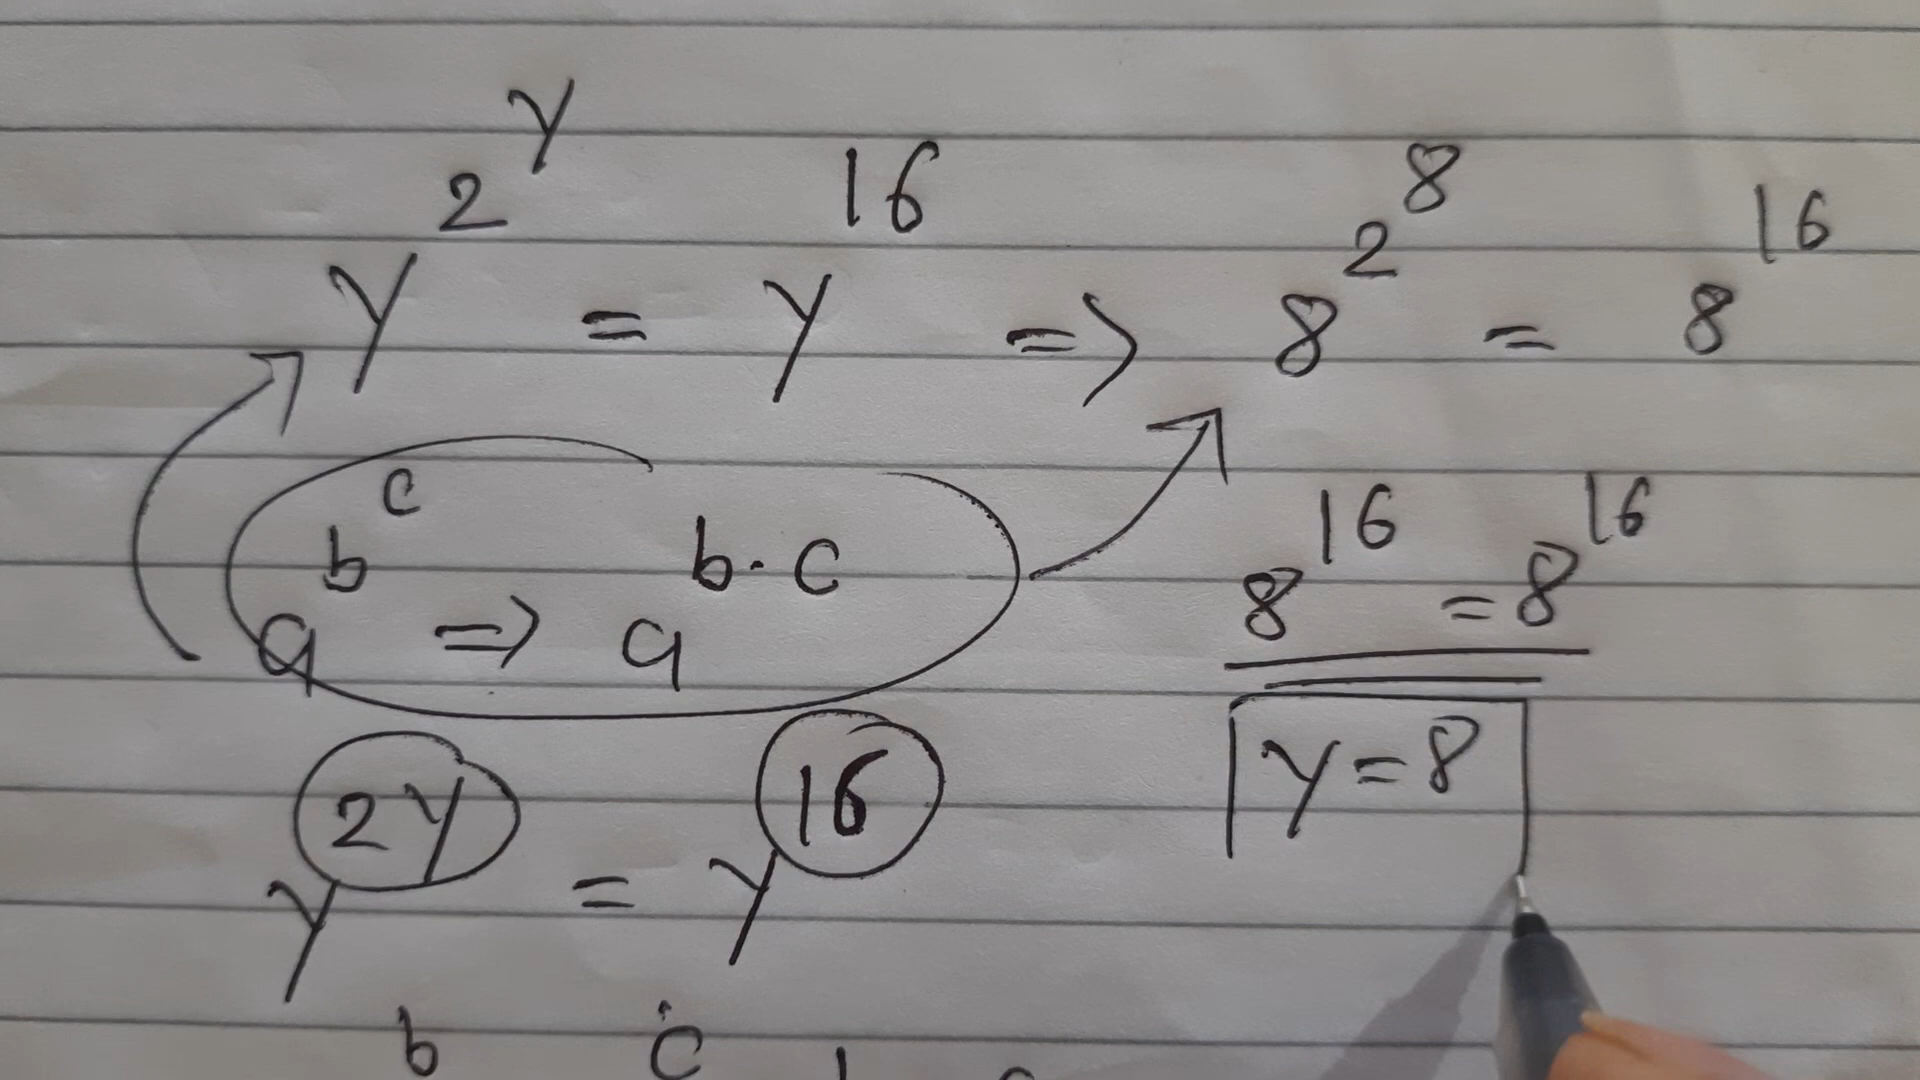 y^2^y = y^16 => 8^2^8 = 8^16
a^b^c => a^b·c
8^16 = 8^16
y^2y = y^16
y = 8
b c